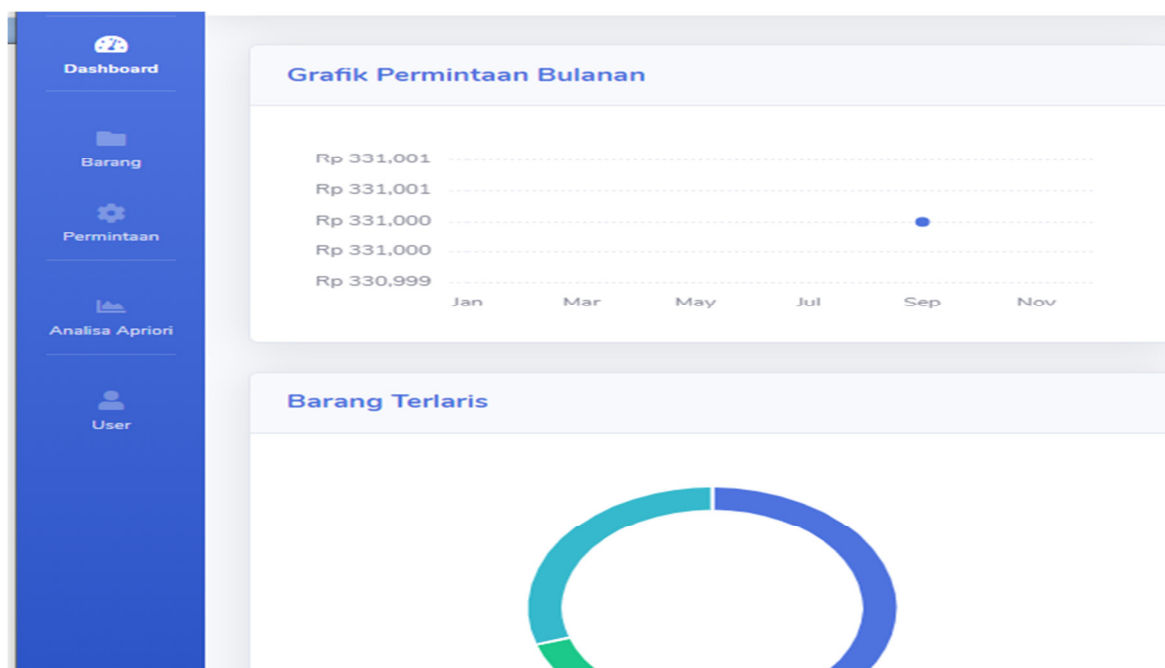 Dashboard
Barang
Permintaan
Analisa Apriori
User
Grafik Permintaan Bulanan
Rp 331,001
Rp 331,001
Rp 331,000
Rp 331,000
Rp 330,999
Jan Mar May Jul Sep Nov
Barang Terlaris